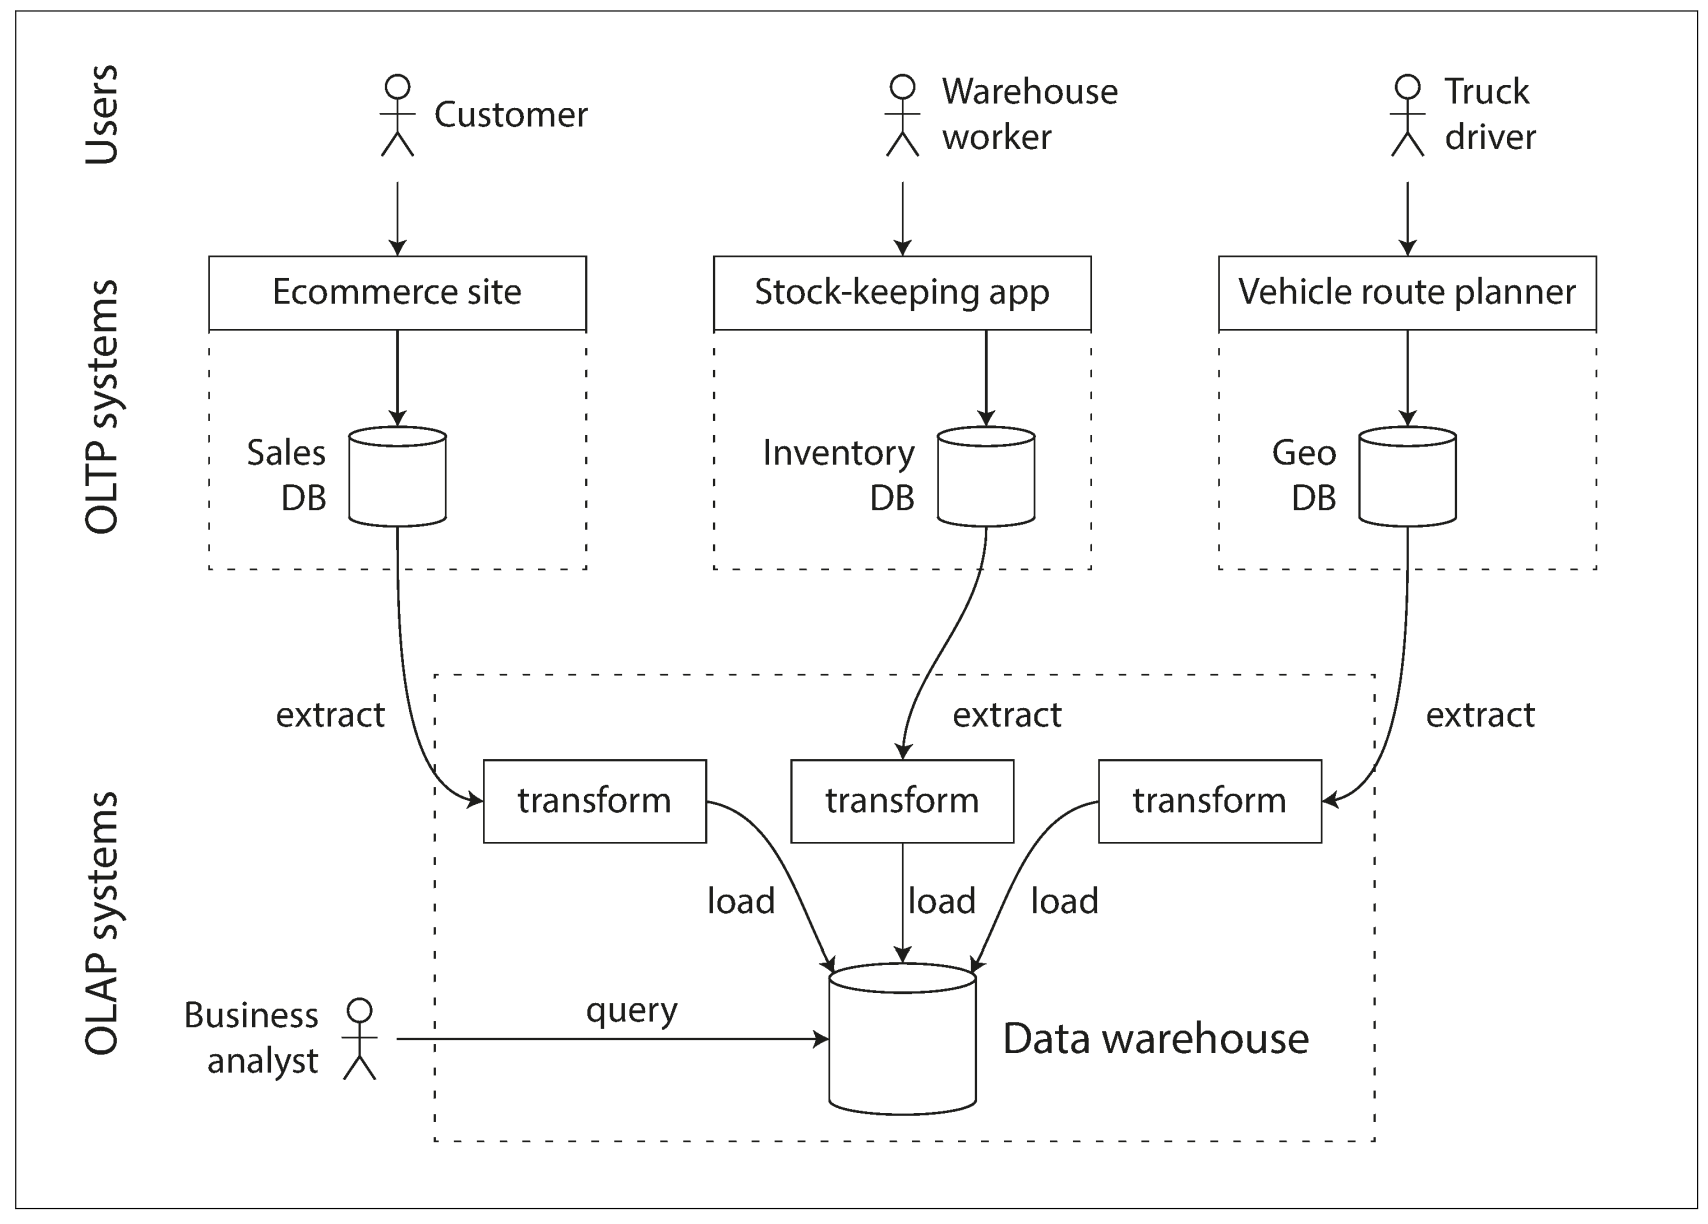 Users
Customer
Warehouse
worker
Truck
driver
OLTP systems
Ecommerce site
Stock-keeping app
Vehicle route planner
Sales
DB
Inventory
DB
Geo
DB
extract
extract
extract
OLAP systems
transform
transform
transform
load
load
load
Business
analyst
query
Data warehouse